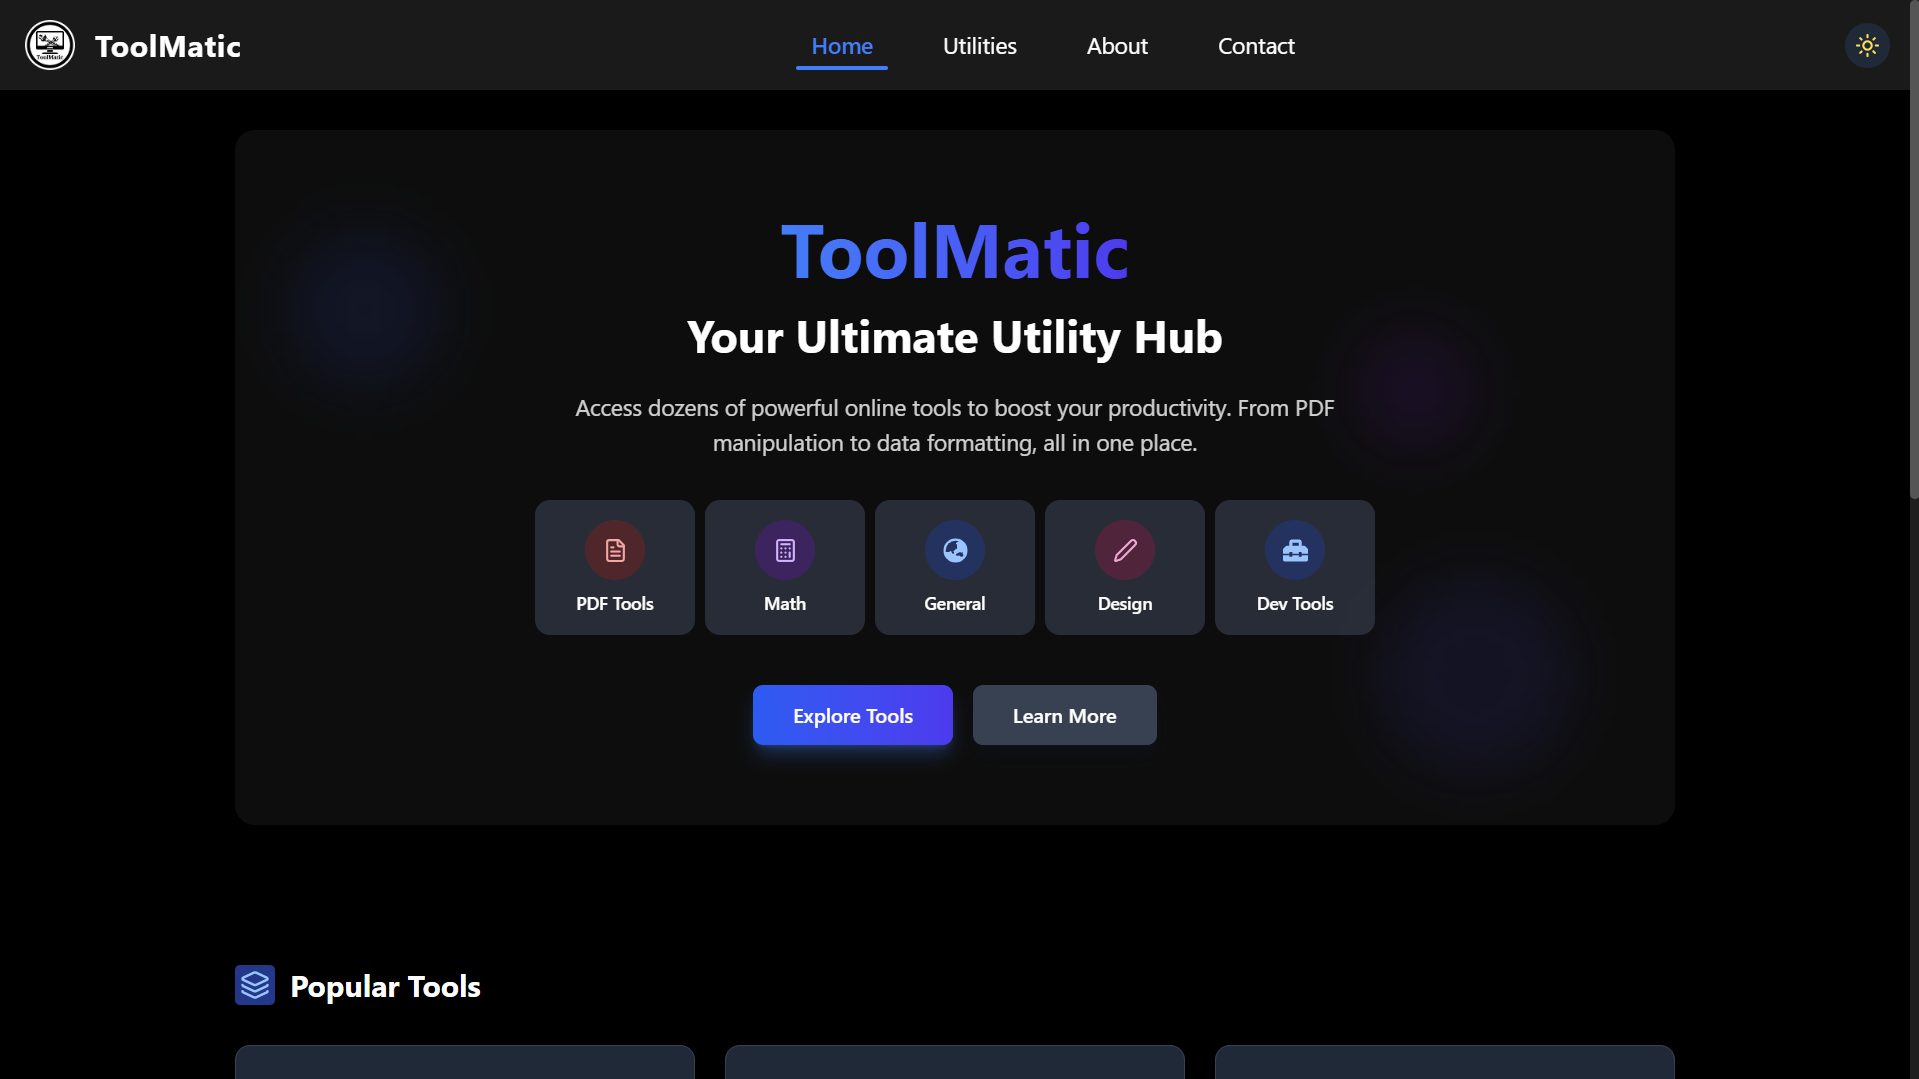 ToolMatic
Home
Utilities
About
Contact
ToolMatic
Your Ultimate Utility Hub
Access dozens of powerful online tools to boost your productivity. From PDF
manipulation to data formatting, all in one place.
PDF Tools
Math
General
Design
Dev Tools
Explore Tools
Learn More
Popular Tools